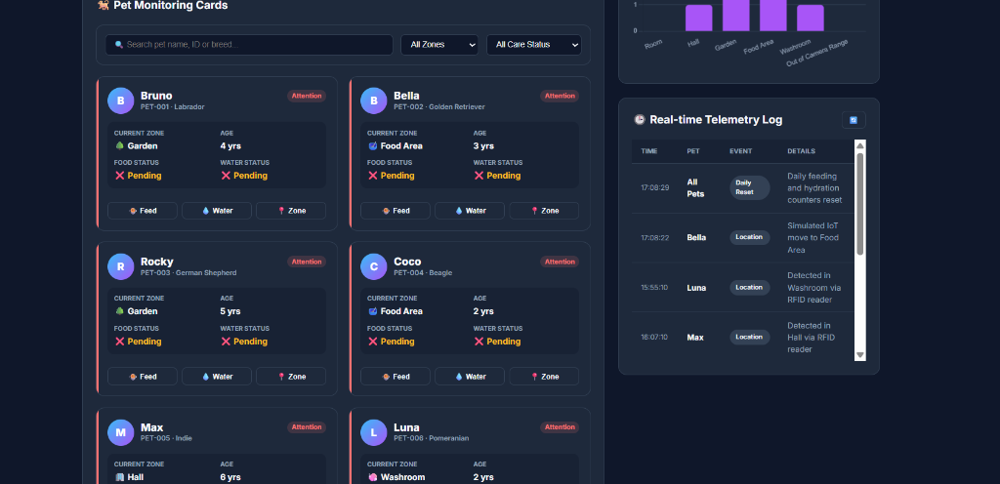 Pet Monitoring Cards
Search pet name, ID or breed...
All Zones
All Care Status
B
Bruno
PET-001 · Labrador
Attention
CURRENT ZONE
AGE
Garden
4 yrs
FOOD STATUS
WATER STATUS
Pending
Pending
Feed
Water
Zone
B
Bella
PET-002 · Golden Retriever
Attention
CURRENT ZONE
AGE
Food Area
3 yrs
FOOD STATUS
WATER STATUS
Pending
Pending
Feed
Water
Zone
R
Rocky
PET-003 · German Shepherd
Attention
CURRENT ZONE
AGE
Garden
5 yrs
FOOD STATUS
WATER STATUS
Pending
Pending
Feed
Water
Zone
C
Coco
PET-004 · Beagle
Attention
CURRENT ZONE
AGE
Food Area
2 yrs
FOOD STATUS
WATER STATUS
Pending
Pending
Feed
Water
Zone
M
Max
PET-005 · Indie
Attention
CURRENT ZONE
AGE
Hall
6 yrs
L
Luna
PET-006 · Pomeranian
Attention
CURRENT ZONE
AGE
Washroom
2 yrs
1
0
Room
Hall
Garden
Food Area
Washroom
Out of Camera Range
Real-time Telemetry Log
TIME PET EVENT DETAILS
17:08:29
All
Pets
Daily
Reset
Daily feeding
and hydration
counters reset
17:08:22
Bella
Location
Simulated IoT
move to Food
Area
15:55:10
Luna
Location
Detected in
Washroom via
RFID reader
16:07:10
Max
Location
Detected in
Hall via RFID
reader